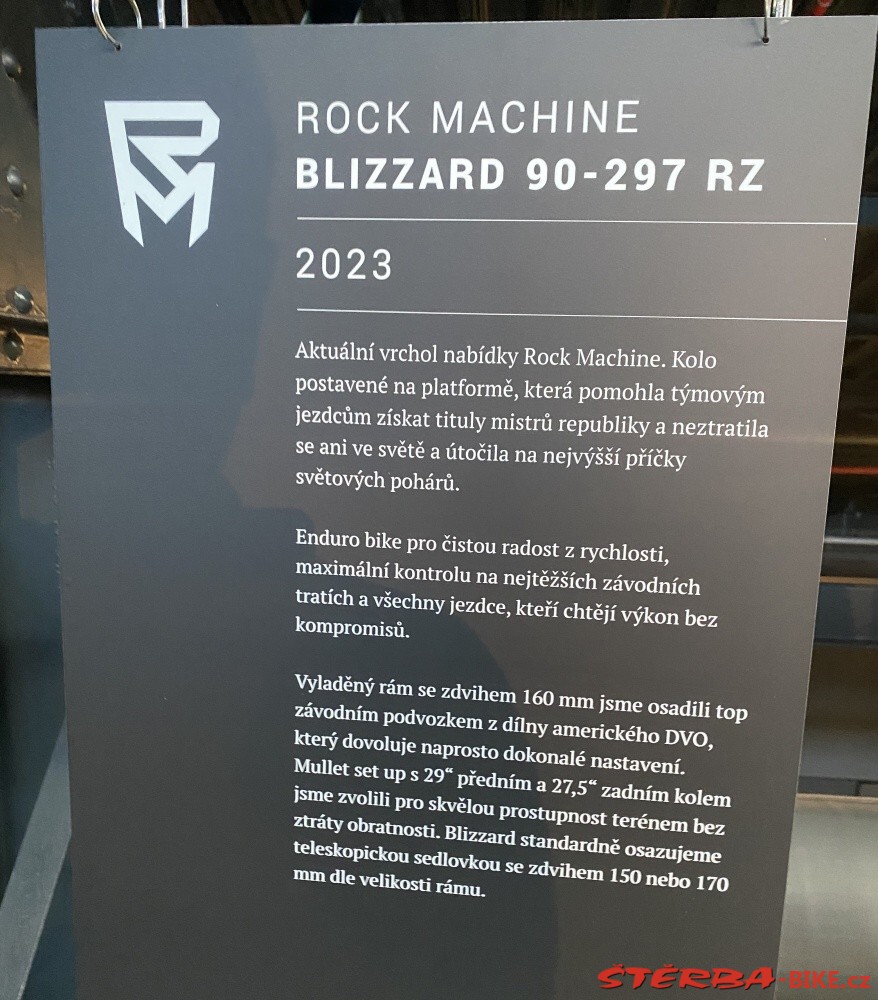 RM
ROCK MACHINE
BLIZZARD 90-297 RZ
2023
Aktuální vrchol nabídky Rock Machine. Kolo
postavené na platformě, která pomohla týmovým
jezdcům získat tituly mistrů republiky a neztratila
se ani ve světě a útočila na nejvýšší příčky
světových pohárů.
Enduro bike pro čistou radost z rychlosti,
maximální kontrolu na nejtěžších závodních
tratích a všechny jezdce, kteří chtějí výkon bez
kompromisů.
Vyladěný rám se zdvihem 160 mm jsme osadili top
závodním podvozkem z dílny amerického DVO,
který dovoluje naprosto dokonalé nastavení.
Mullet set up s 29“ předním a 27,5“ zadním kolem
jsme zvolili pro skvělou prostupnost terénem bez
ztráty obratnosti. Blizzard standardně osazujeme
teleskopickou sedlovkou se zdvihem 150 nebo 170
mm dle velikosti rámu.
ŠTĚRBA-BIKE.cz